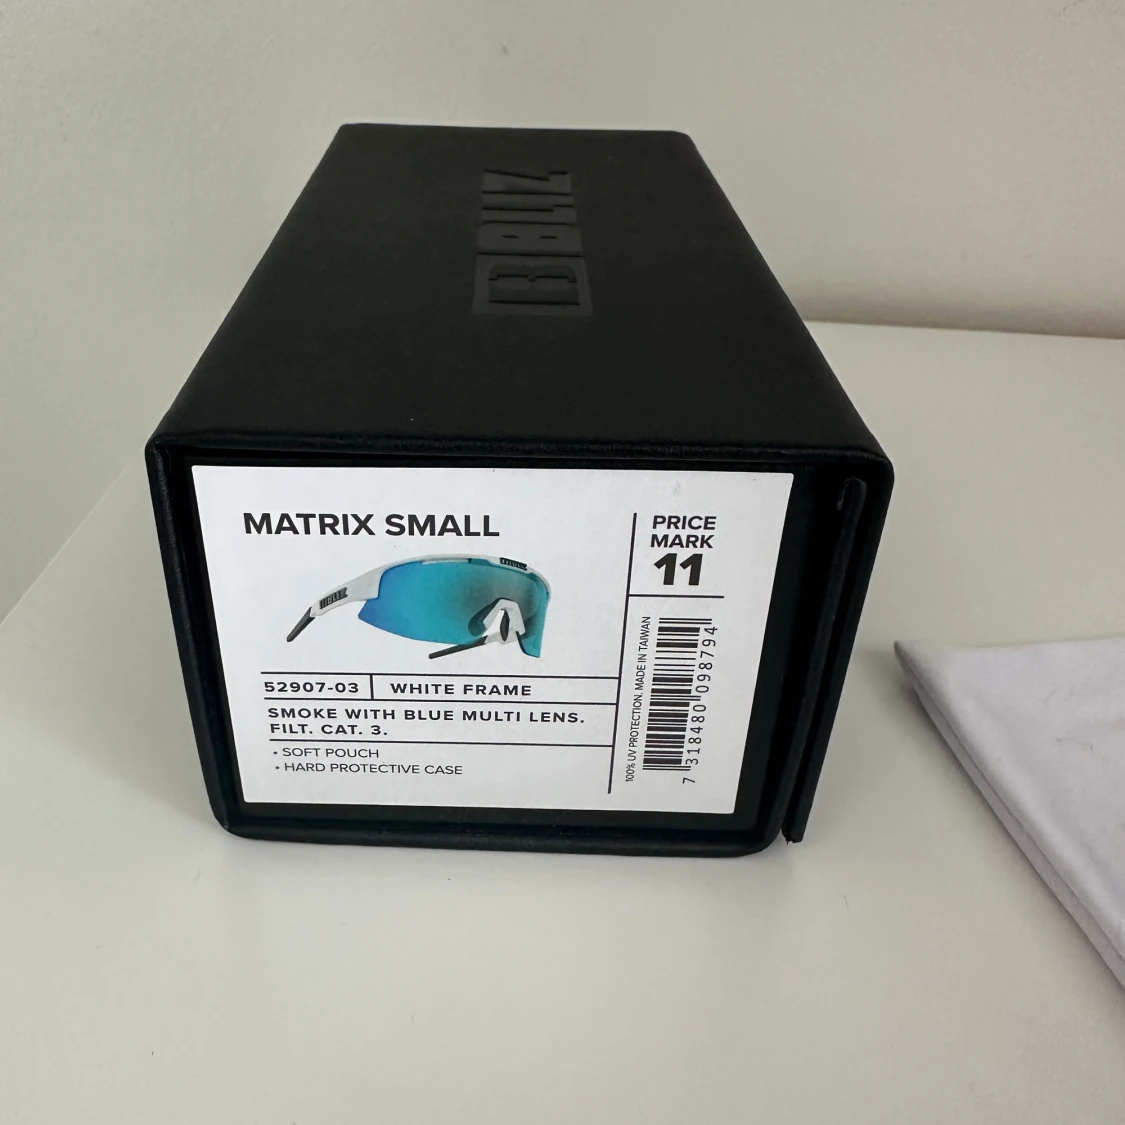 BLIZ
MATRIX SMALL
BLIZ
52907-03
WHITE FRAME
SMOKE WITH BLUE MULTI LENS.
FILT. CAT. 3.
• SOFT POUCH
• HARD PROTECTIVE CASE
PRICE
MARK
11
100% UV PROTECTION. MADE IN TAIWAN
7 318480 098794